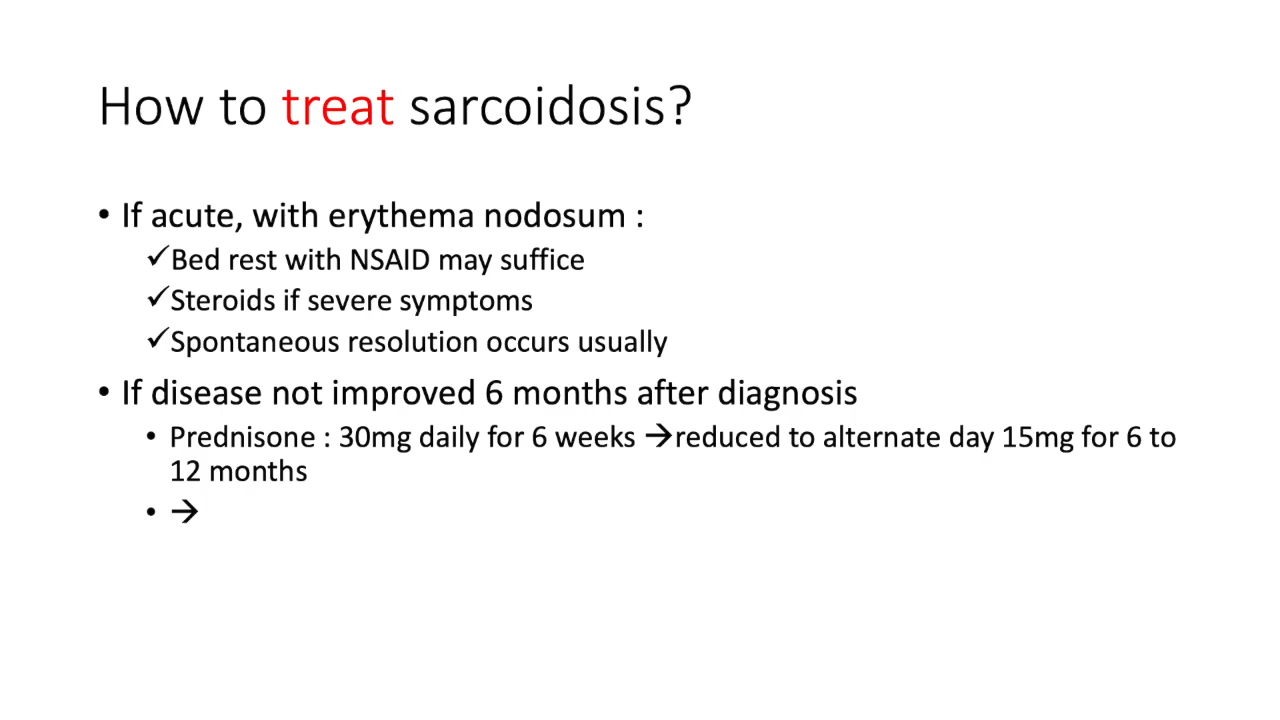 How to treat sarcoidosis?
• If acute, with erythema nodosum :
✓Bed rest with NSAID may suffice
✓Steroids if severe symptoms
✓Spontaneous resolution occurs usually
• If disease not improved 6 months after diagnosis
• Prednisone : 30mg daily for 6 weeks →reduced to alternate day 15mg for 6 to
12 months
• →